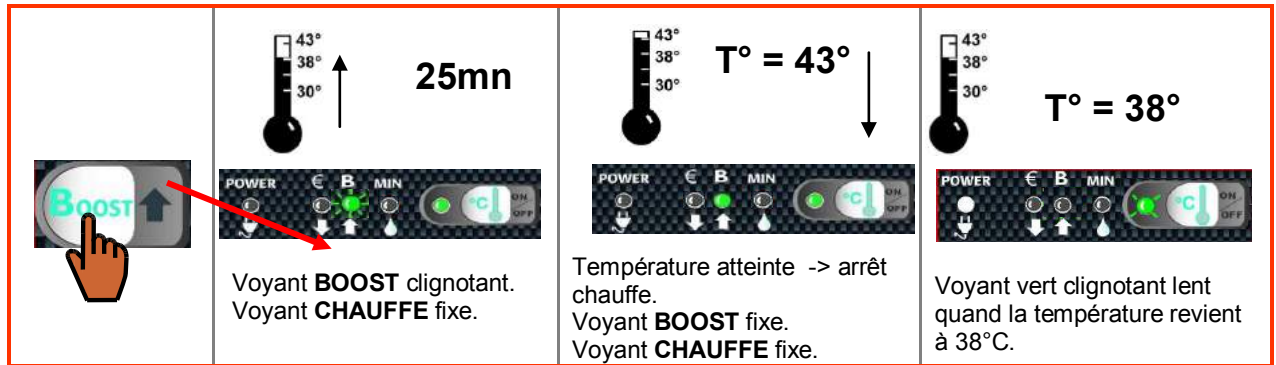 BOOST
43°
38°
30°
25mn
POWER € B MIN
°C ON
OFF
Voyant BOOST clignotant.
Voyant CHAUFFE fixe.
43°
38°
30°
T° = 43°
POWER € B MIN
°C ON
OFF
Température atteinte -> arrêt
chauffe.
Voyant BOOST fixe.
Voyant CHAUFFE fixe.
43°
38°
30°
T° = 38°
POWER € B MIN
°C ON
OFF
Voyant vert clignotant lent
quand la température revient
à 38°C.